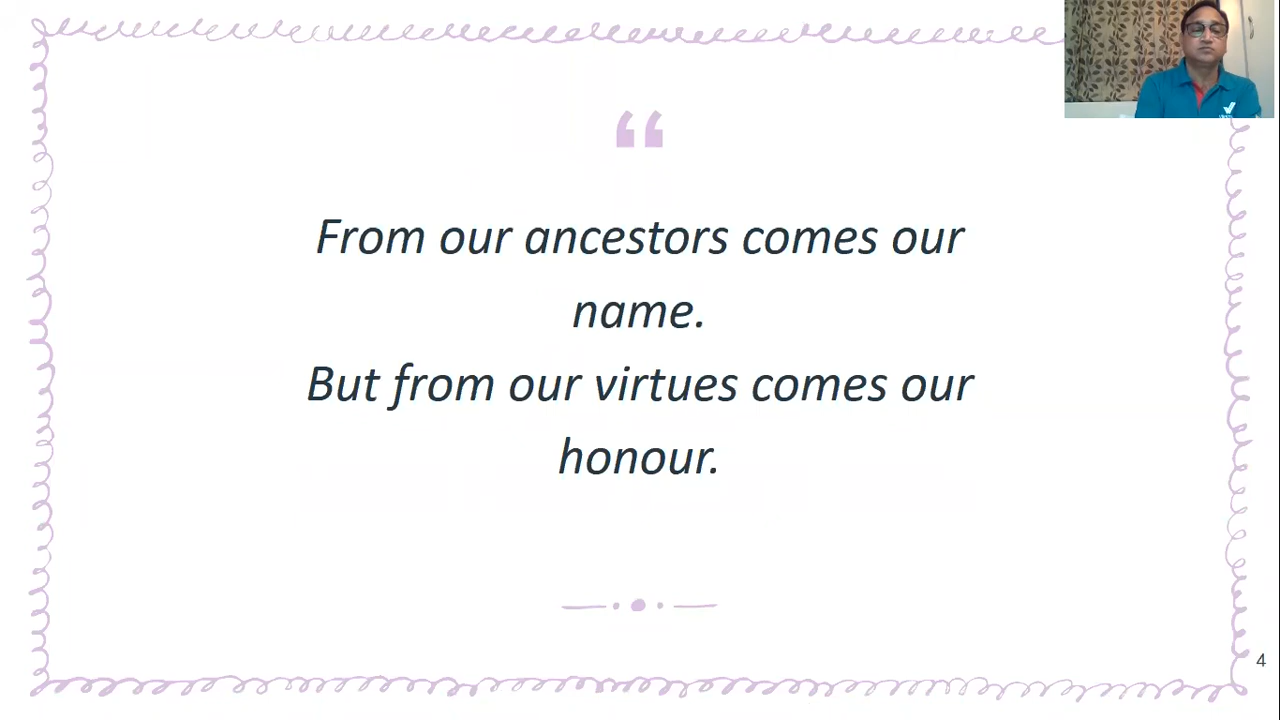 “
From our ancestors comes our
name.
But from our virtues comes our
honour.
4